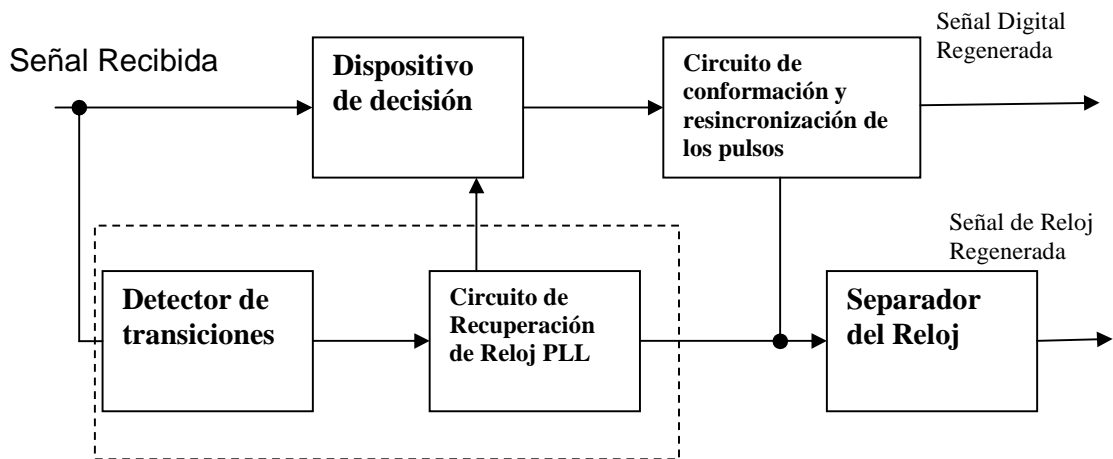 Señal Recibida
Dispositivo
de decisión
Circuito de
conformación y
resincronización de
los pulsos
Señal Digital
Regenerada
Detector de
transiciones
Circuito de
Recuperación
de Reloj PLL
Separador
del Reloj
Señal de Reloj
Regenerada